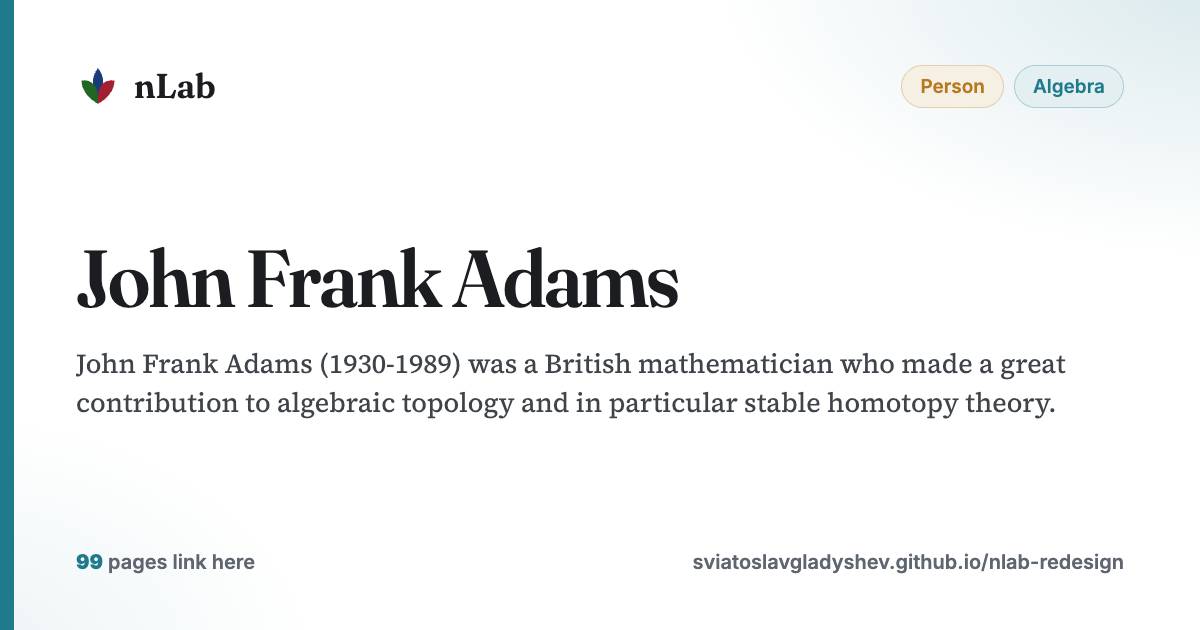 nLab
Person
Algebra
John Frank Adams
John Frank Adams (1930-1989) was a British mathematician who made a great
contribution to algebraic topology and in particular stable homotopy theory.
99 pages link here
sviatoslavgladyshev.github.io/nlab-redesign